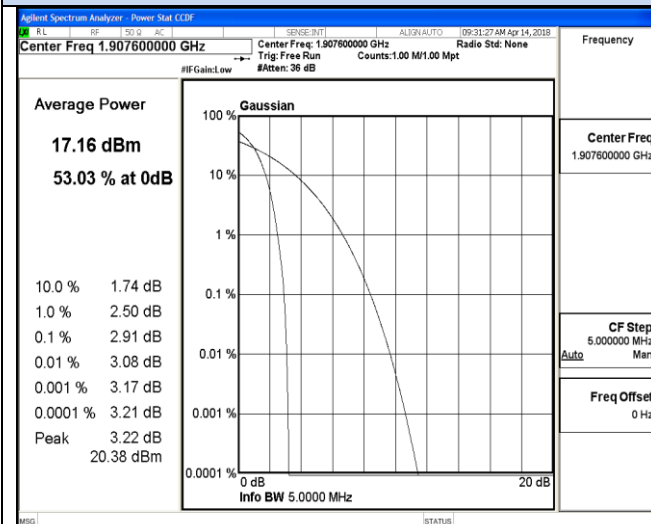 Agilent Spectrum Analyzer - Power Stat CCDF
RL RF 50 Ω AC SENSE:INT ALIGN AUTO 09:31:27 AM Apr 14, 2018
Center Freq 1.907600000 GHz
Center Freq: 1.907600000 GHz Radio Std: None
Trig: Free Run Counts:1.00 M/1.00 Mpt
#IFGain:Low #Atten: 36 dB
Frequency
Average Power
17.16 dBm
53.03 % at 0dB
10.0 % 1.74 dB
1.0 % 2.50 dB
0.1 % 2.91 dB
0.01 % 3.08 dB
0.001 % 3.17 dB
0.0001 % 3.21 dB
Peak 3.22 dB
20.38 dBm
Gaussian
100 %
10 %
1 %
0.1 %
0.01 %
0.001 %
0.0001 %
0 dB 20 dB
Info BW 5.0000 MHz
Center Freq
1.907600000 GHz
CF Step
5.000000 MHz
Auto Man
Freq Offset
0 Hz
MSG STATUS